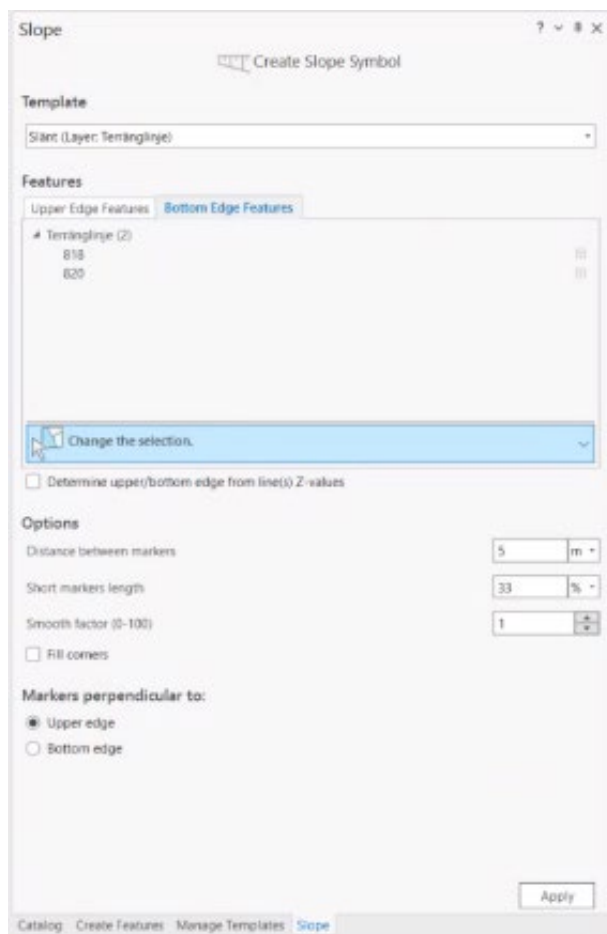 Slope
Create Slope Symbol
Template
Slänt (Layer: Terränglinje)
Features
Upper Edge Features Bottom Edge Features
Terränglinje (2)
818
820
Change the selection.
Determine upper/bottom edge from line(s) Z-values
Options
Distance between markers 5 m
Short markers length 33 %
Smooth factor (0-100) 1
Fill corners
Markers perpendicular to:
Upper edge
Bottom edge
Apply
Catalog Create Features Manage Templates Slope